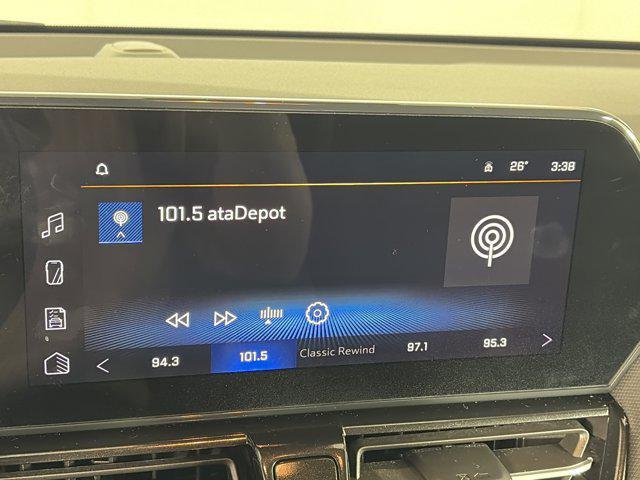 26° 3:38
101.5 ataDepot
94.3 101.5 Classic Rewind 97.1 95.3